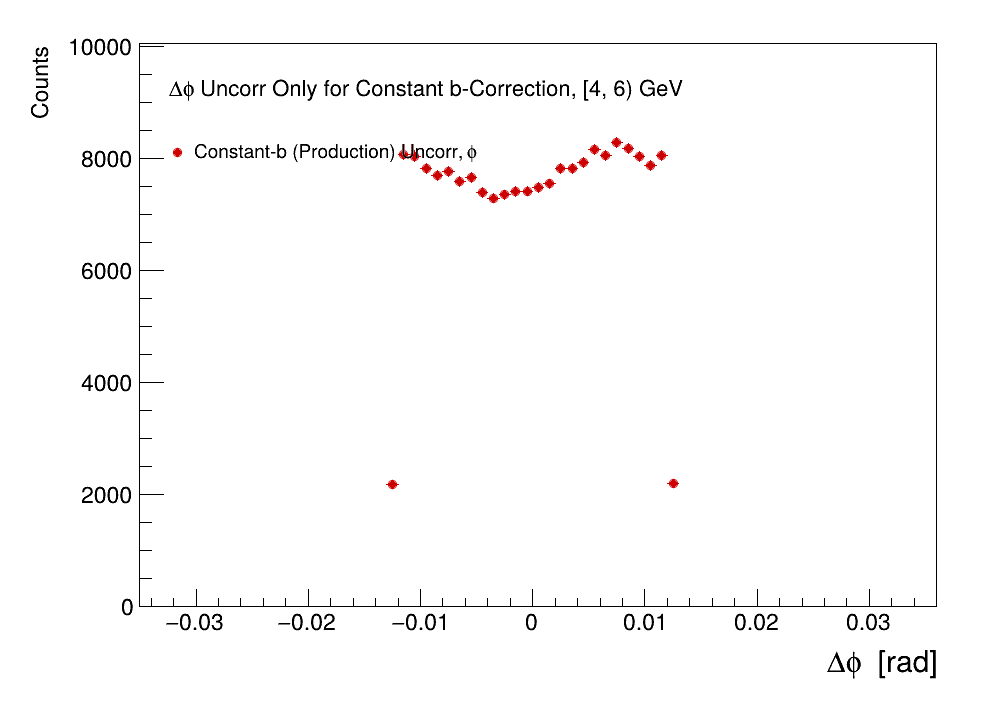 10000
Counts
Δϕ Uncorr Only for Constant b-Correction, [4, 6) GeV
Constant-b (Production) Uncorr, ϕ
8000
6000
4000
2000
0
−0.03 −0.02 −0.01 0 0.01 0.02 0.03
Δϕ [rad]